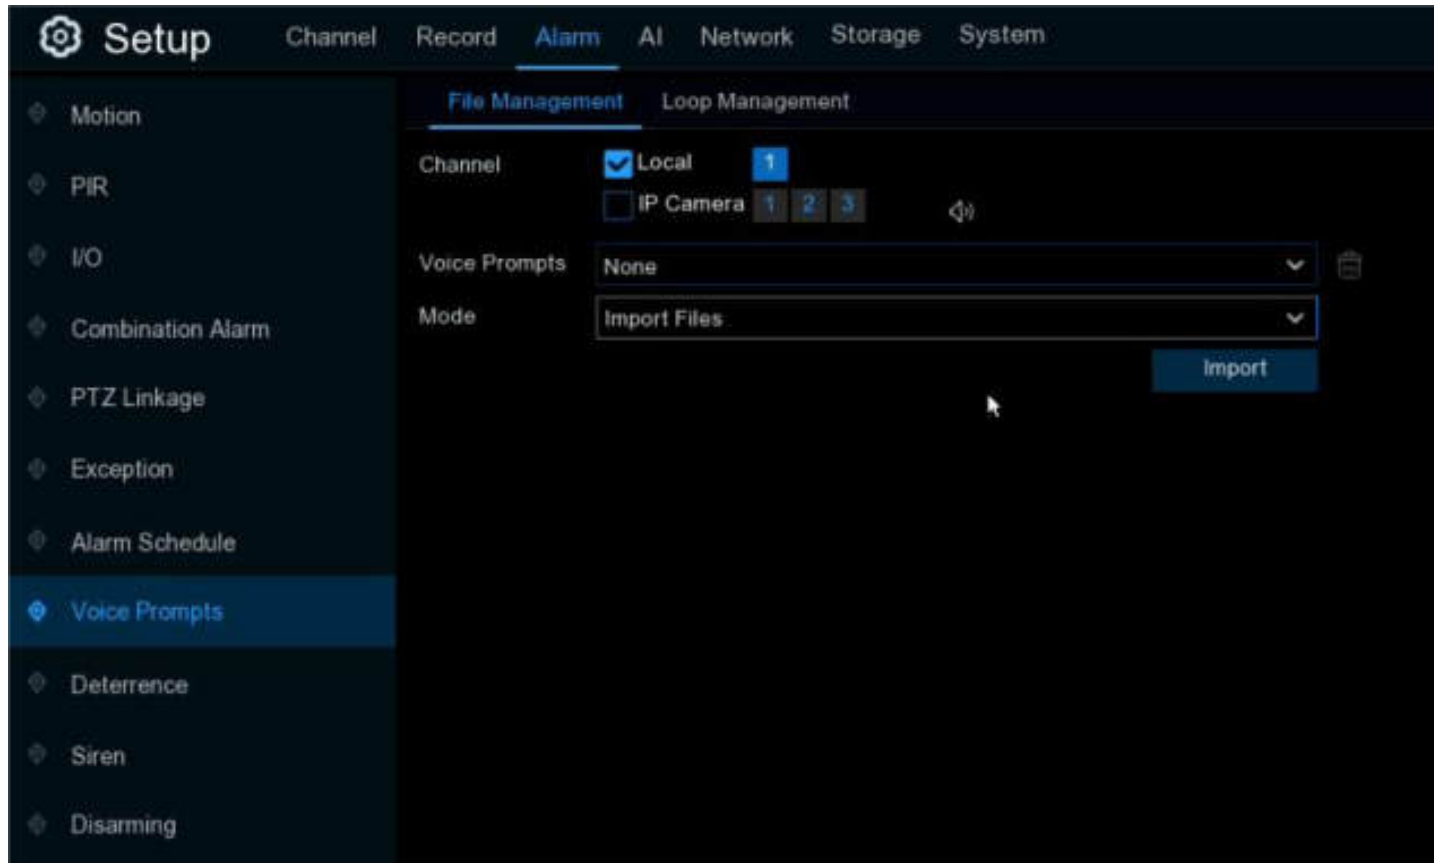 Setup Channel Record Alarm AI Network Storage System
File Management Loop Management
Motion
PIR
I/O
Combination Alarm
PTZ Linkage
Exception
Alarm Schedule
Voice Prompts
Deterrence
Siren
Disarming
Channel Local 1
IP Camera 1 2 3
Voice Prompts None
Mode Import Files
Import